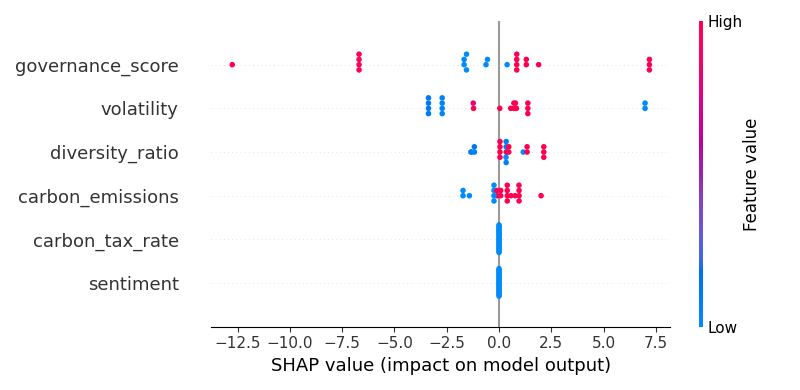 High
governance_score
volatility
diversity_ratio
carbon_emissions
carbon_tax_rate
sentiment
Feature value
Low
−12.5 −10.0 −7.5 −5.0 −2.5 0.0 2.5 5.0 7.5
SHAP value (impact on model output)